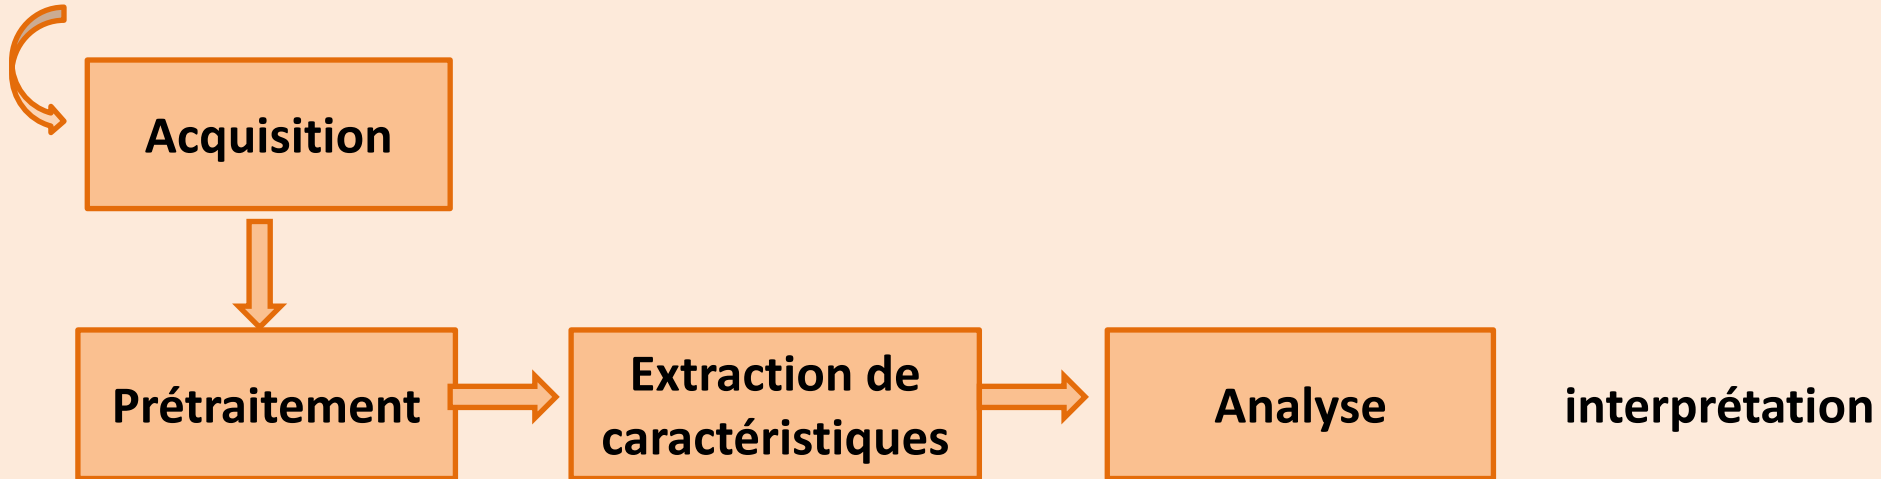 Acquisition
Prétraitement
Extraction de
caractéristiques
Analyse
interprétation